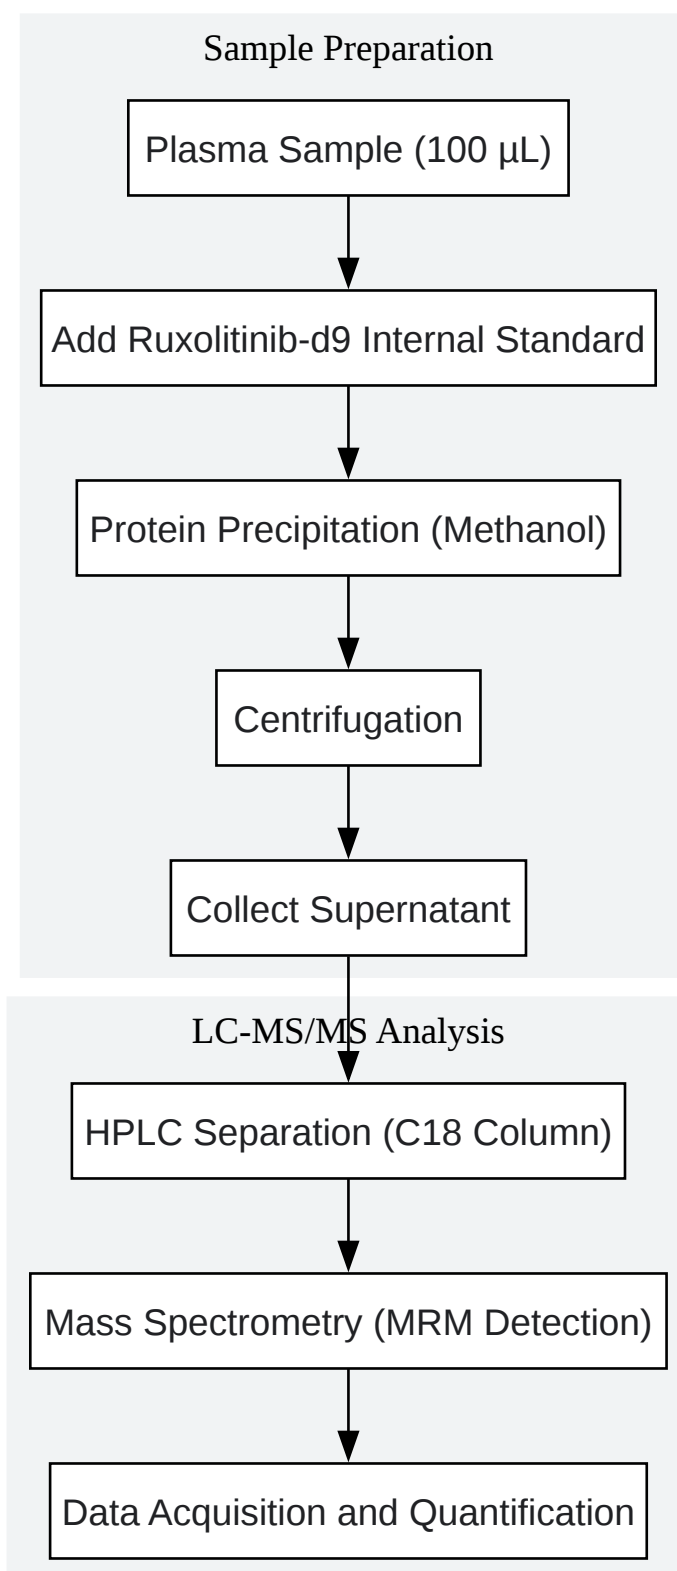 Sample Preparation
Plasma Sample (100 µL)
Add Ruxolitinib-d9 Internal Standard
Protein Precipitation (Methanol)
Centrifugation
Collect Supernatant
LC-MS/MS Analysis
HPLC Separation (C18 Column)
Mass Spectrometry (MRM Detection)
Data Acquisition and Quantification